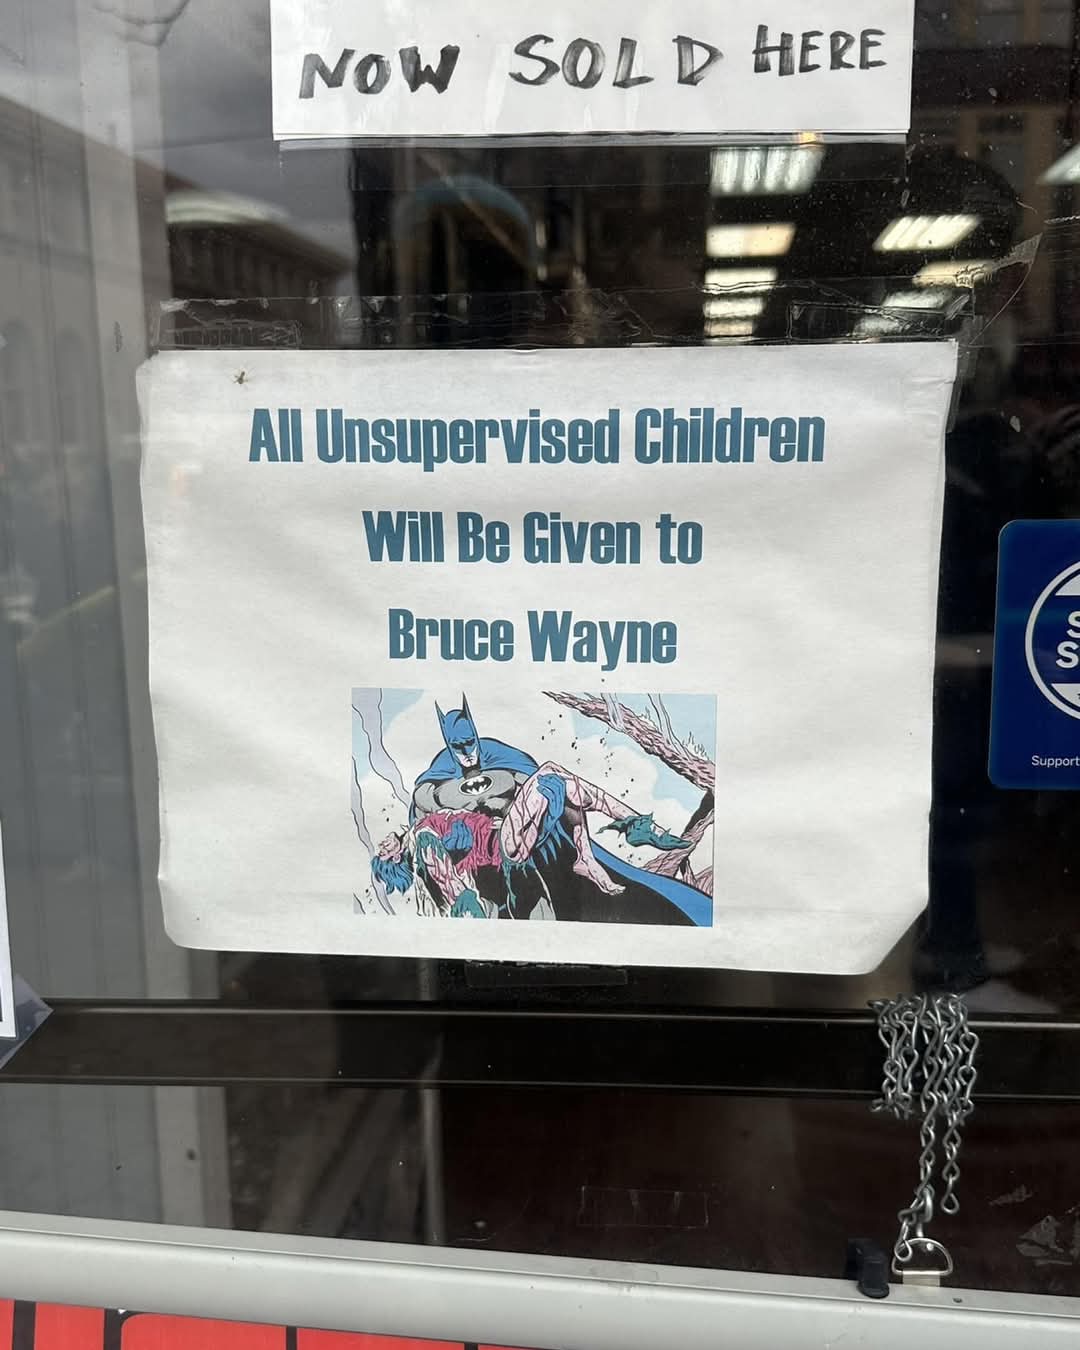 NOW SOLD HERE
All Unsupervised Children
Will Be Given to
Bruce Wayne
Support